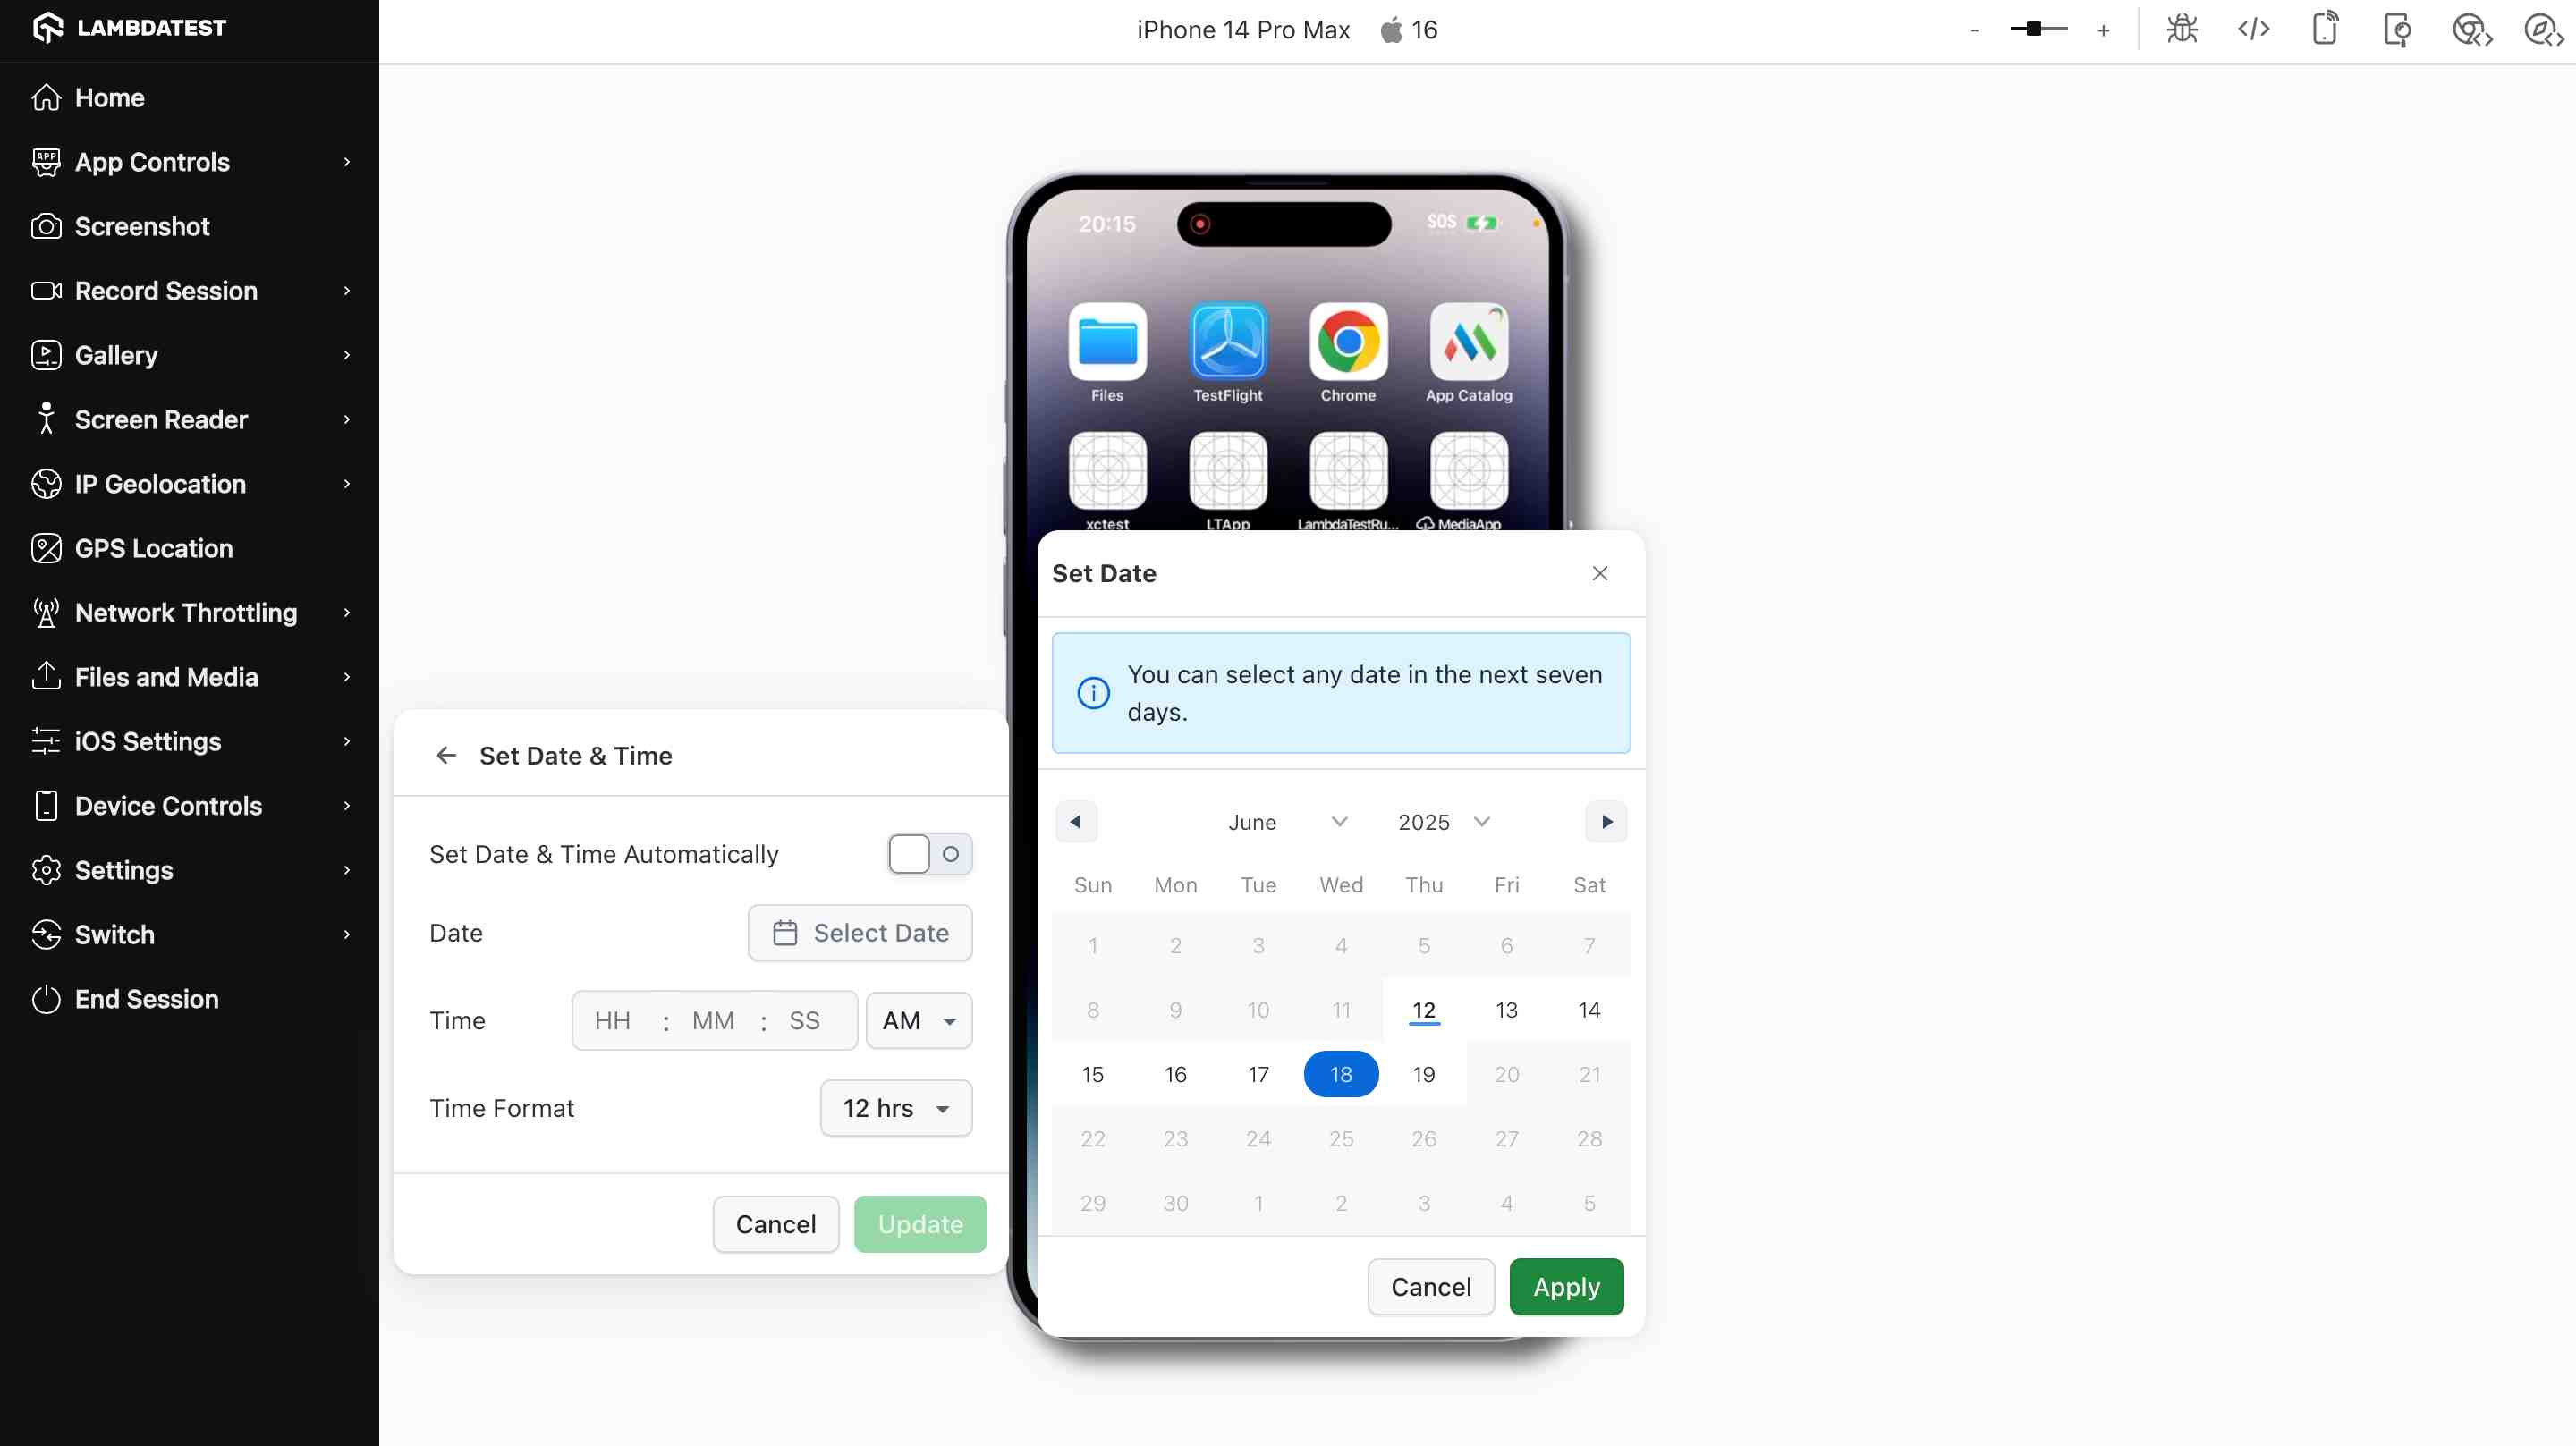 LAMBDATEST
Home
App Controls
Screenshot
Record Session
Gallery
Screen Reader
IP Geolocation
GPS Location
Network Throttling
Files and Media
iOS Settings
Device Controls
Settings
Switch
End Session
iPhone 14 Pro Max 16
- +
20:15 SOS
Files TestFlight Chrome App Catalog
xctest LTApp LambdaTestRu... MediaApp
Set Date & Time
Set Date & Time Automatically
Date Select Date
Time HH : MM : SS AM
Time Format 12 hrs
Cancel Update
Set Date
You can select any date in the next seven
days.
June 2025
Sun Mon Tue Wed Thu Fri Sat
1 2 3 4 5 6 7
8 9 10 11 12 13 14
15 16 17 18 19 20 21
22 23 24 25 26 27 28
29 30 1 2 3 4 5
Cancel Apply